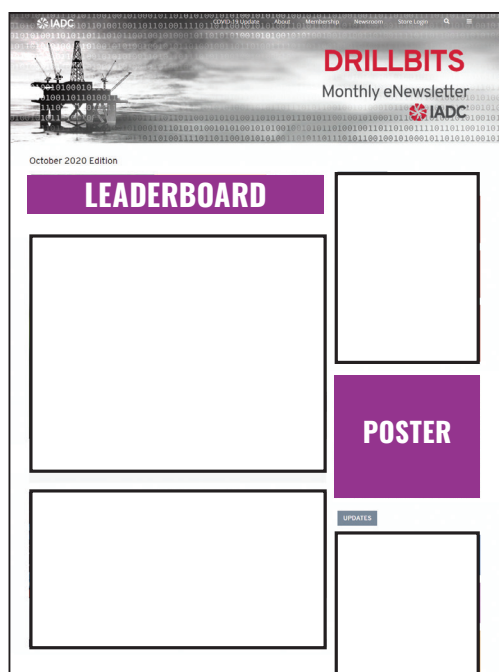 IADC
COVID-19 Update About Membership Newsroom Store Login
DRILLBITS
Monthly eNewsletter
IADC
October 2020 Edition
LEADERBOARD
POSTER
UPDATES